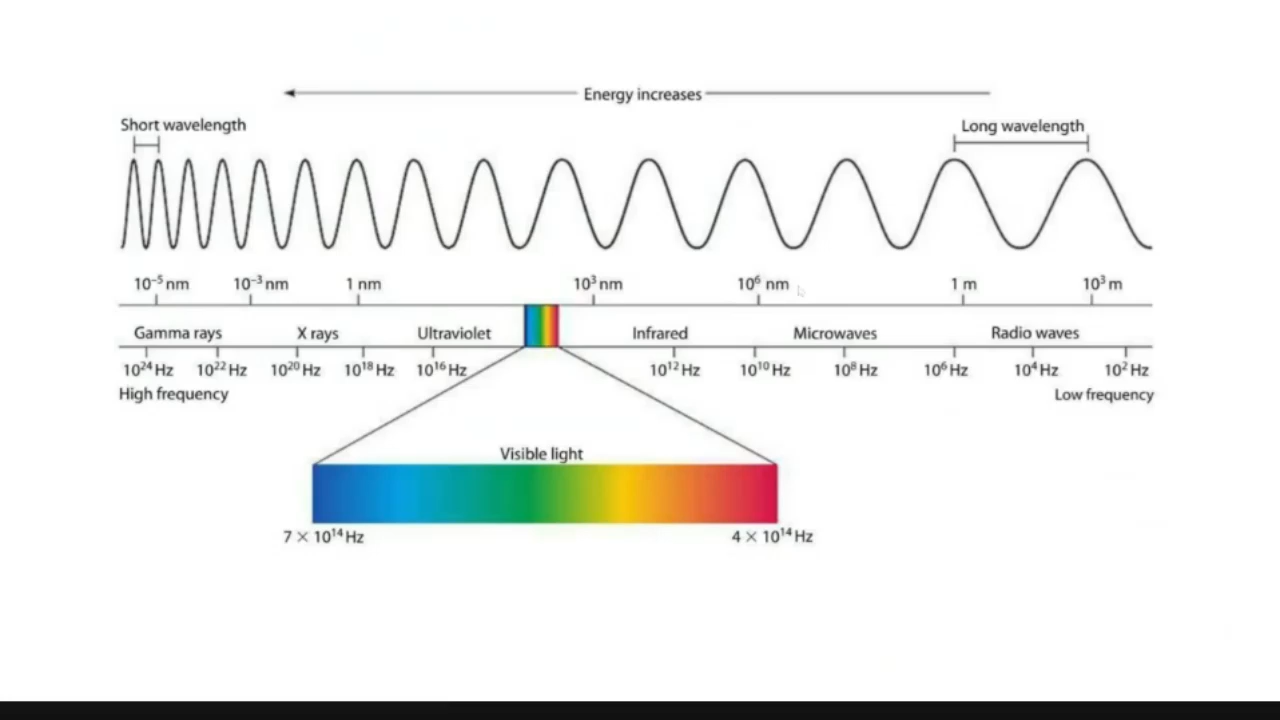 Energy increases
Short wavelength
Long wavelength
10⁻⁵ nm 10⁻³ nm 1 nm 10³ nm 10⁶ nm 1 m 10³ m
Gamma rays X rays Ultraviolet Infrared Microwaves Radio waves
10²⁴ Hz 10²² Hz 10²⁰ Hz 10¹⁸ Hz 10¹⁶ Hz 10¹² Hz 10¹⁰ Hz 10⁸ Hz 10⁶ Hz 10⁴ Hz 10² Hz
High frequency Low frequency
Visible light
7 × 10¹⁴ Hz 4 × 10¹⁴ Hz